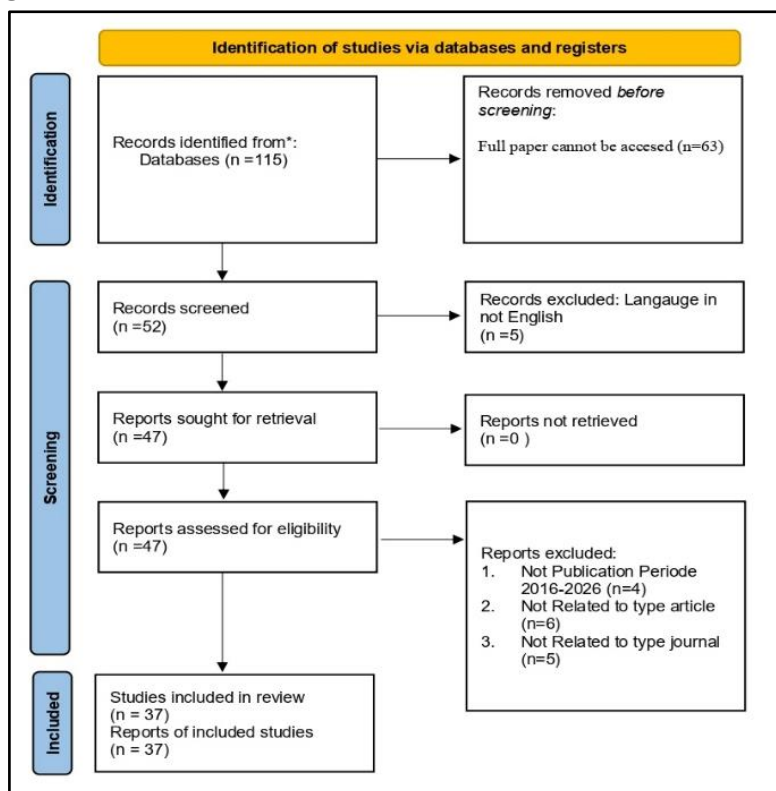 Identification of studies via databases and registers
Identification
Records identified from*:
Databases (n =115)
Records removed before
screening:
Full paper cannot be accesed (n=63)
Screening
Records screened
(n =52)
Records excluded: Langauge in
not English
(n =5)
Reports sought for retrieval
(n =47)
Reports not retrieved
(n =0 )
Reports assessed for eligibility
(n =47)
Reports excluded:
1. Not Publication Periode
2016-2026 (n=4)
2. Not Related to type article
(n=6)
3. Not Related to type journal
(n=5)
Included
Studies included in review
(n = 37)
Reports of included studies
(n = 37)